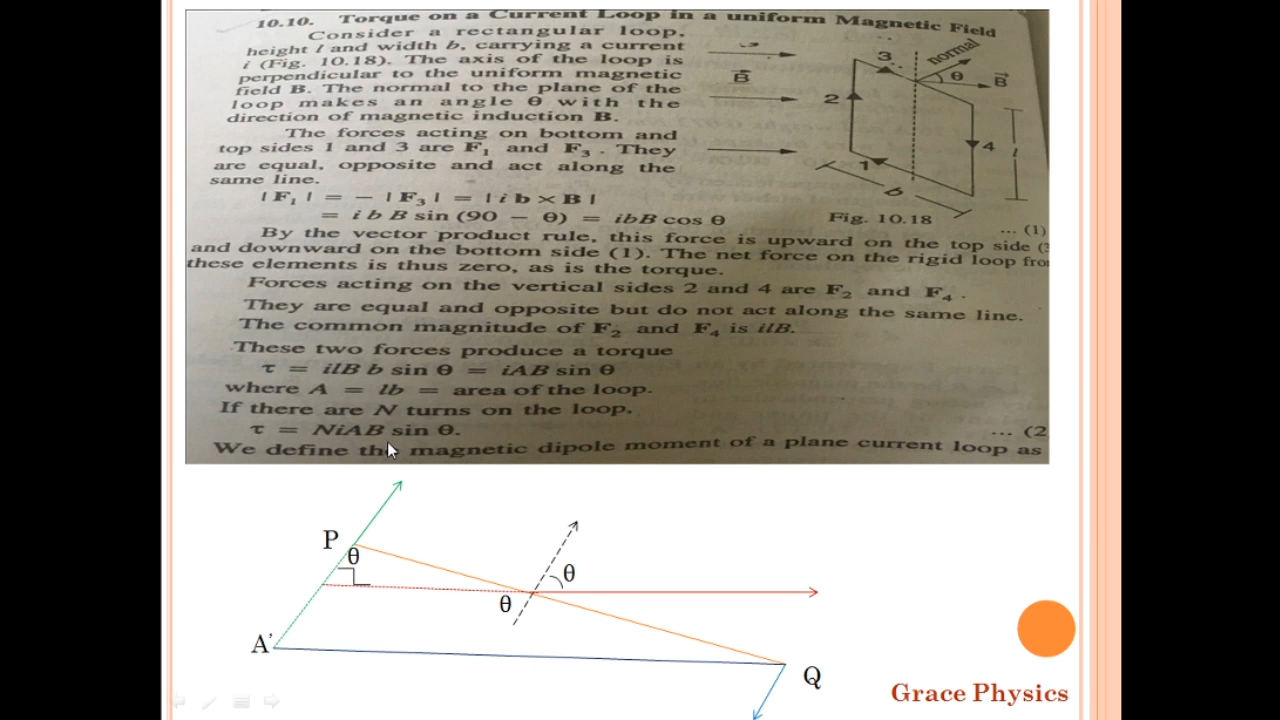 10.10. Torque on a Current Loop in a uniform Magnetic Field
Consider a rectangular loop,
height l and width b, carrying a current
i (Fig. 10.18). The axis of the loop is
perpendicular to the uniform magnetic
field B. The normal to the plane of the
loop makes an angle θ with the
direction of magnetic induction B.
The forces acting on bottom and
top sides 1 and 3 are F₁ and F₃. They
are equal, opposite and act along the
same line.
B⃗
3
normal
θ
B⃗
2
4
l
1
b
Fig. 10.18
| F₁ | = − | F₃ | = | i b × B |
= i b B sin (90 − θ) = ibB cos θ
... (1)
By the vector product rule, this force is upward on the top side (3
and downward on the bottom side (1). The net force on the rigid loop fro
these elements is thus zero, as is the torque.
Forces acting on the vertical sides 2 and 4 are F₂ and F₄.
They are equal and opposite but do not act along the same line.
The common magnitude of F₂ and F₄ is ilB.
These two forces produce a torque
τ = ilB b sin θ = iAB sin θ
where A = lb = area of the loop.
If there are N turns on the loop,
τ = NiAB sin θ.
... (2
We define the magnetic dipole moment of a plane current loop as
P
θ
θ
θ
A'
Q
Grace Physics